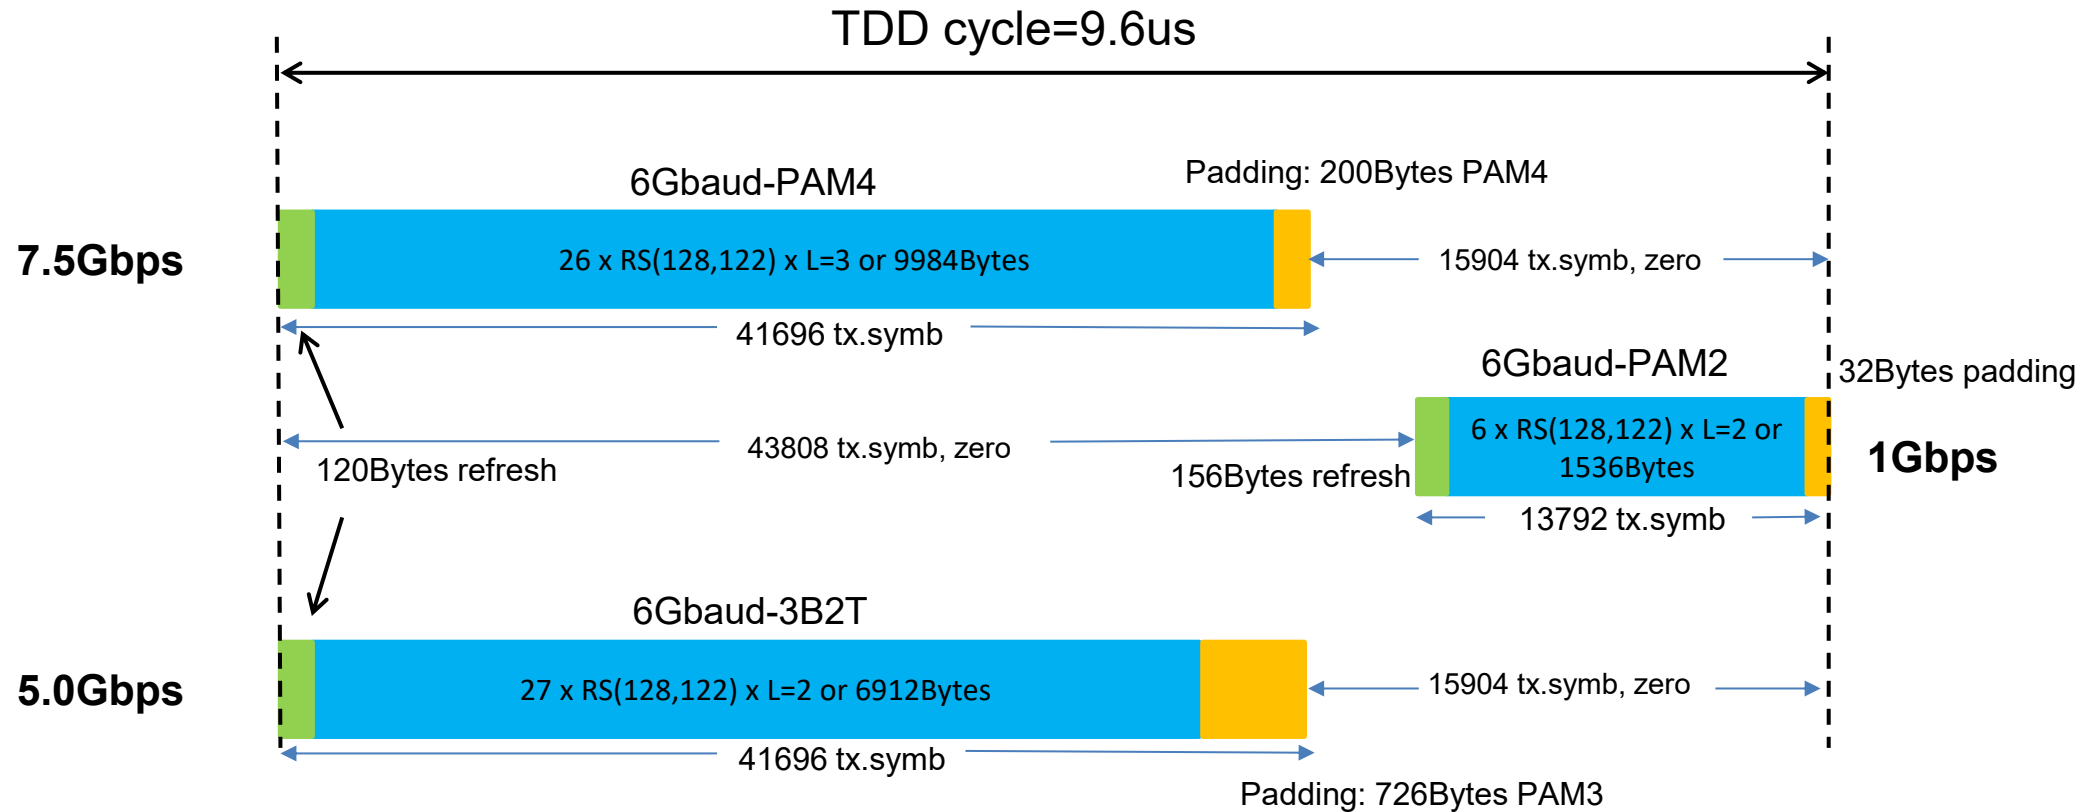 TDD cycle=9.6us
6Gbaud-PAM4
Padding: 200Bytes PAM4
7.5Gbps
26 x RS(128,122) x L=3 or 9984Bytes
15904 tx.symb, zero
41696 tx.symb
6Gbaud-PAM2
32Bytes padding
43808 tx.symb, zero
120Bytes refresh
156Bytes refresh
6 x RS(128,122) x L=2 or
1536Bytes
1Gbps
13792 tx.symb
6Gbaud-3B2T
5.0Gbps
27 x RS(128,122) x L=2 or 6912Bytes
15904 tx.symb, zero
41696 tx.symb
Padding: 726Bytes PAM3